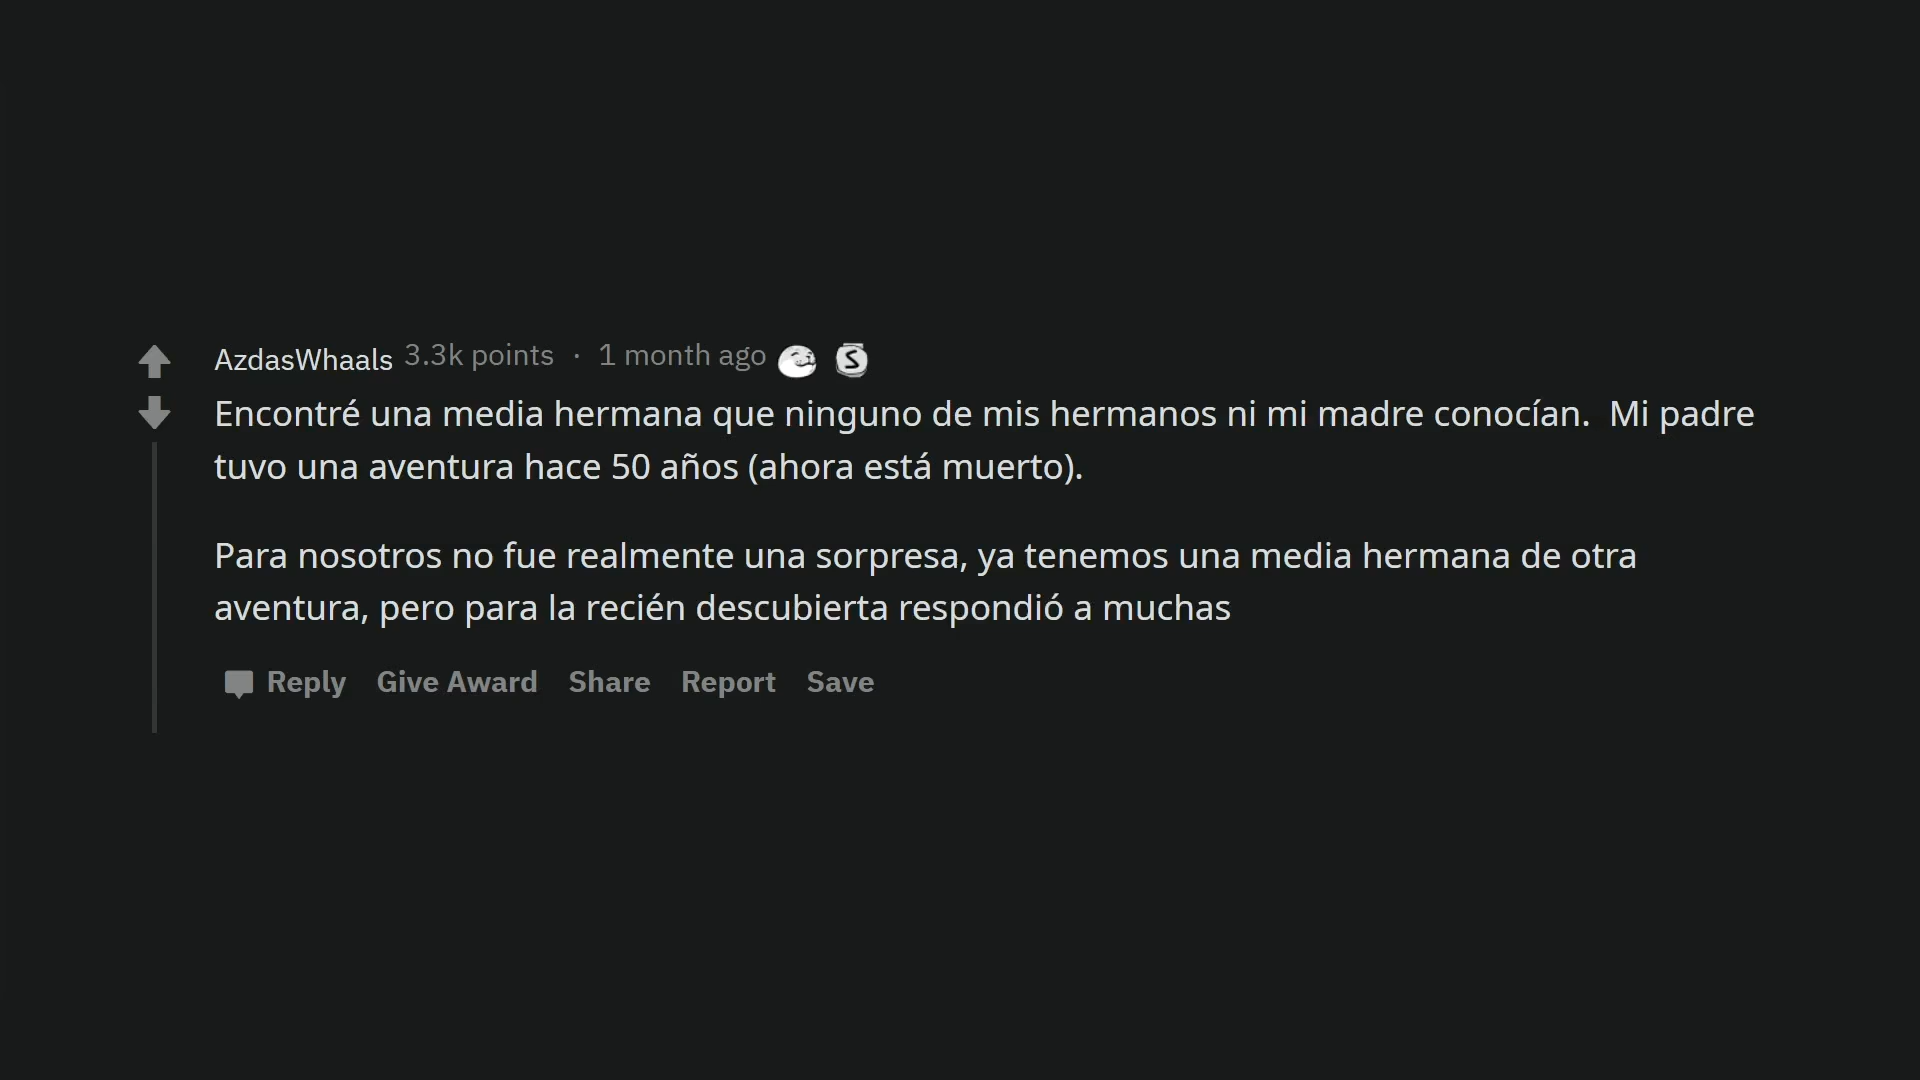 AzdasWhaals 3.3k points · 1 month ago
Encontré una media hermana que ninguno de mis hermanos ni mi madre conocían.  Mi padre
tuvo una aventura hace 50 años (ahora está muerto).
Para nosotros no fue realmente una sorpresa, ya tenemos una media hermana de otra
aventura, pero para la recién descubierta respondió a muchas
Reply Give Award Share Report Save